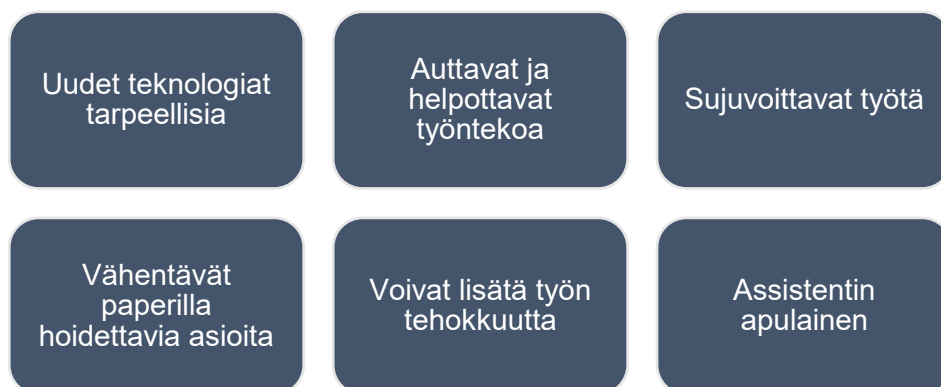 Uudet teknologiat
tarpeellisia
Auttavat ja
helpottavat
työntekoa
Sujuvoittavat työtä
Vähentävät
paperilla
hoidettavia asioita
Voivat lisätä työn
tehokkuutta
Assistentin
apulainen